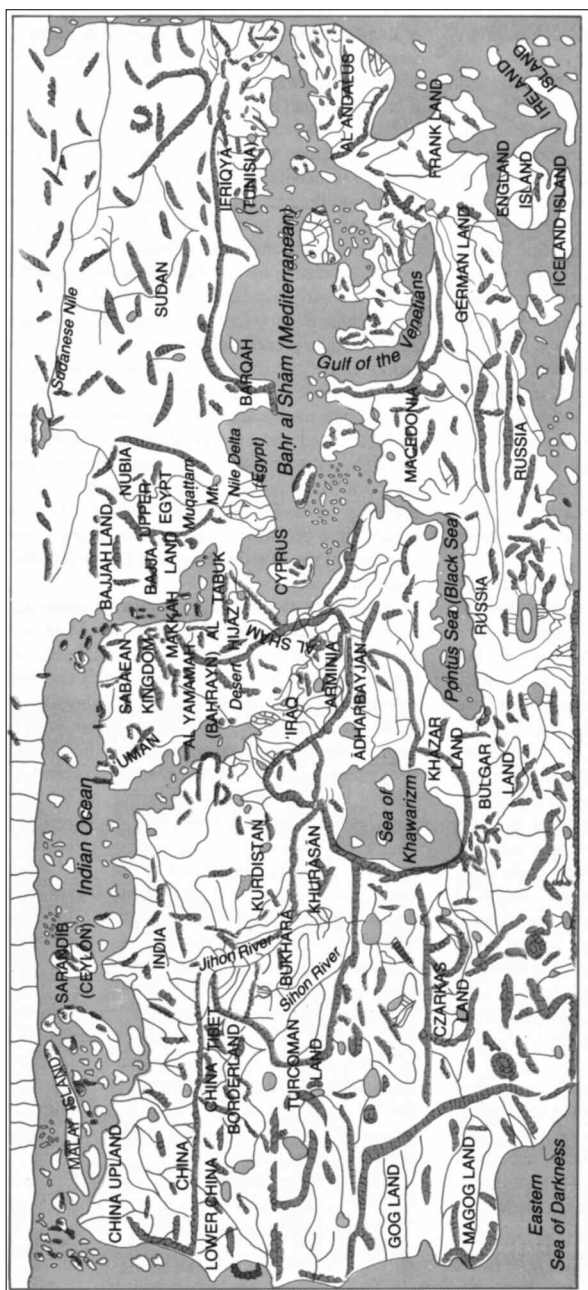 Sudanese Nile
Indian Ocean
SARANDIB
(CEYLON)
MALAY ISLAND
CHINA UPLAND
BAJJAH LAND
NUBIA
SABAEAN
KINGDOM
BAJJA
LAND
UPPER
EGYPT
SUDAN
UMAN
MAKKAH
INDIA
CHINA
AL YAMAMAH
(BAHRAYN)
Mt.
Muqattam
AL
TABUK
HIJAZ
Desert
LOWER CHINA
CHINA TIBET
BORDERLAND
Jihon River
KURDISTAN
Nile Delta
(Egypt)
BARQAH
IFRIQYA
(TUNISIA)
BUKHARA
Sihon River
'IRAQ
AL SHAM
CYPRUS
Bahr al Shām (Mediterranean)
TURCOMAN
LAND
KHURĀSĀN
ARMINIA
ĀDHARBAYJAN
AL ANDALUS
Gulf of the
Venetians
GOG LAND
Sea of
Khawarizm
MACEDONIA
FRANK LAND
CZARKAS
LAND
KHAZAR
LAND
Pontus Sea (Black Sea)
GERMAN LAND
MAGOG LAND
BULGAR
LAND
RUSSIA
RUSSIA
ENGLAND
ISLAND
IRELAND
ISLAND
Eastern
Sea of Darkness
ICELAND ISLAND